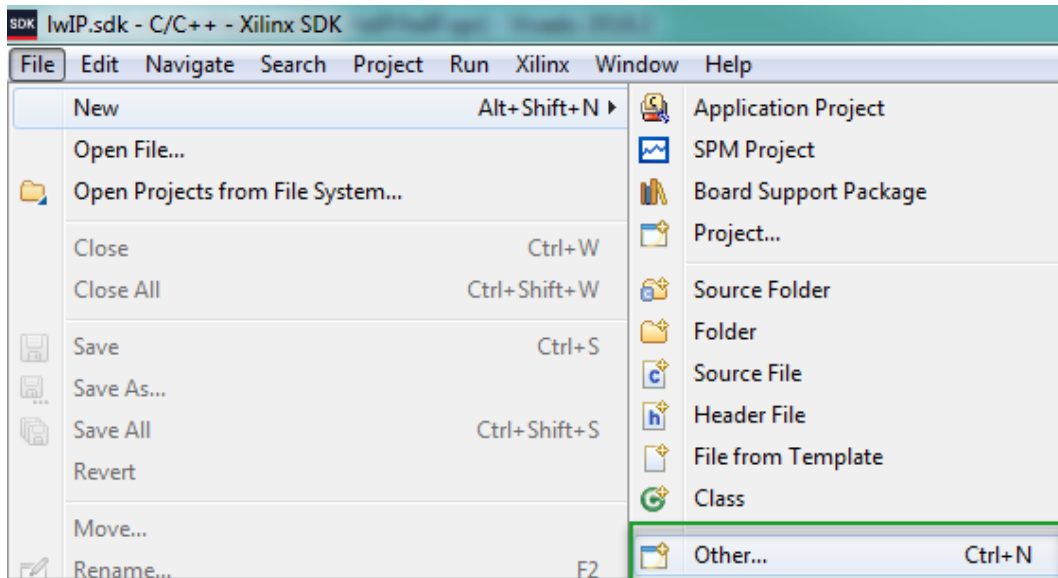 SDK lwIP.sdk - C/C++ - Xilinx SDK
File Edit Navigate Search Project Run Xilinx Window Help
New Alt+Shift+N
Open File...
Open Projects from File System...
Close Ctrl+W
Close All Ctrl+Shift+W
Save Ctrl+S
Save As...
Save All Ctrl+Shift+S
Revert
Move...
Rename... F2
Application Project
SPM Project
Board Support Package
Project...
Source Folder
Folder
Source File
Header File
File from Template
Class
Other... Ctrl+N